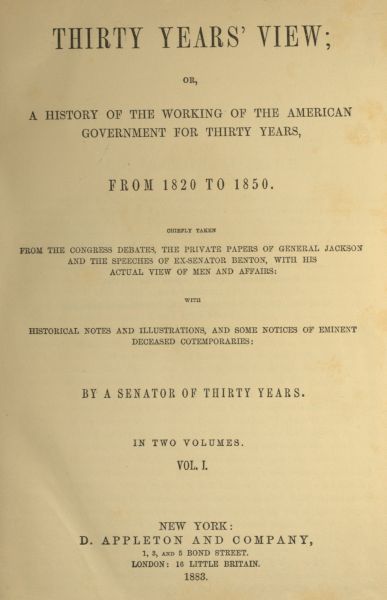 THIRTY YEARS' VIEW;
OR,
A HISTORY OF THE WORKING OF THE AMERICAN
GOVERNMENT FOR THIRTY YEARS,
FROM 1820 TO 1850.
CHIEFLY TAKEN
FROM THE CONGRESS DEBATES, THE PRIVATE PAPERS OF GENERAL JACKSON
AND THE SPEECHES OF EX-SENATOR BENTON, WITH HIS
ACTUAL VIEW OF MEN AND AFFAIRS:
WITH
HISTORICAL NOTES AND ILLUSTRATIONS, AND SOME NOTICES OF EMINENT
DECEASED COTEMPORARIES:
BY A SENATOR OF THIRTY YEARS.
IN TWO VOLUMES.
VOL. I.
NEW YORK:
D. APPLETON AND COMPANY,
1, 3, AND 5 BOND STREET.
LONDON: 16 LITTLE BRITAIN.
1883.